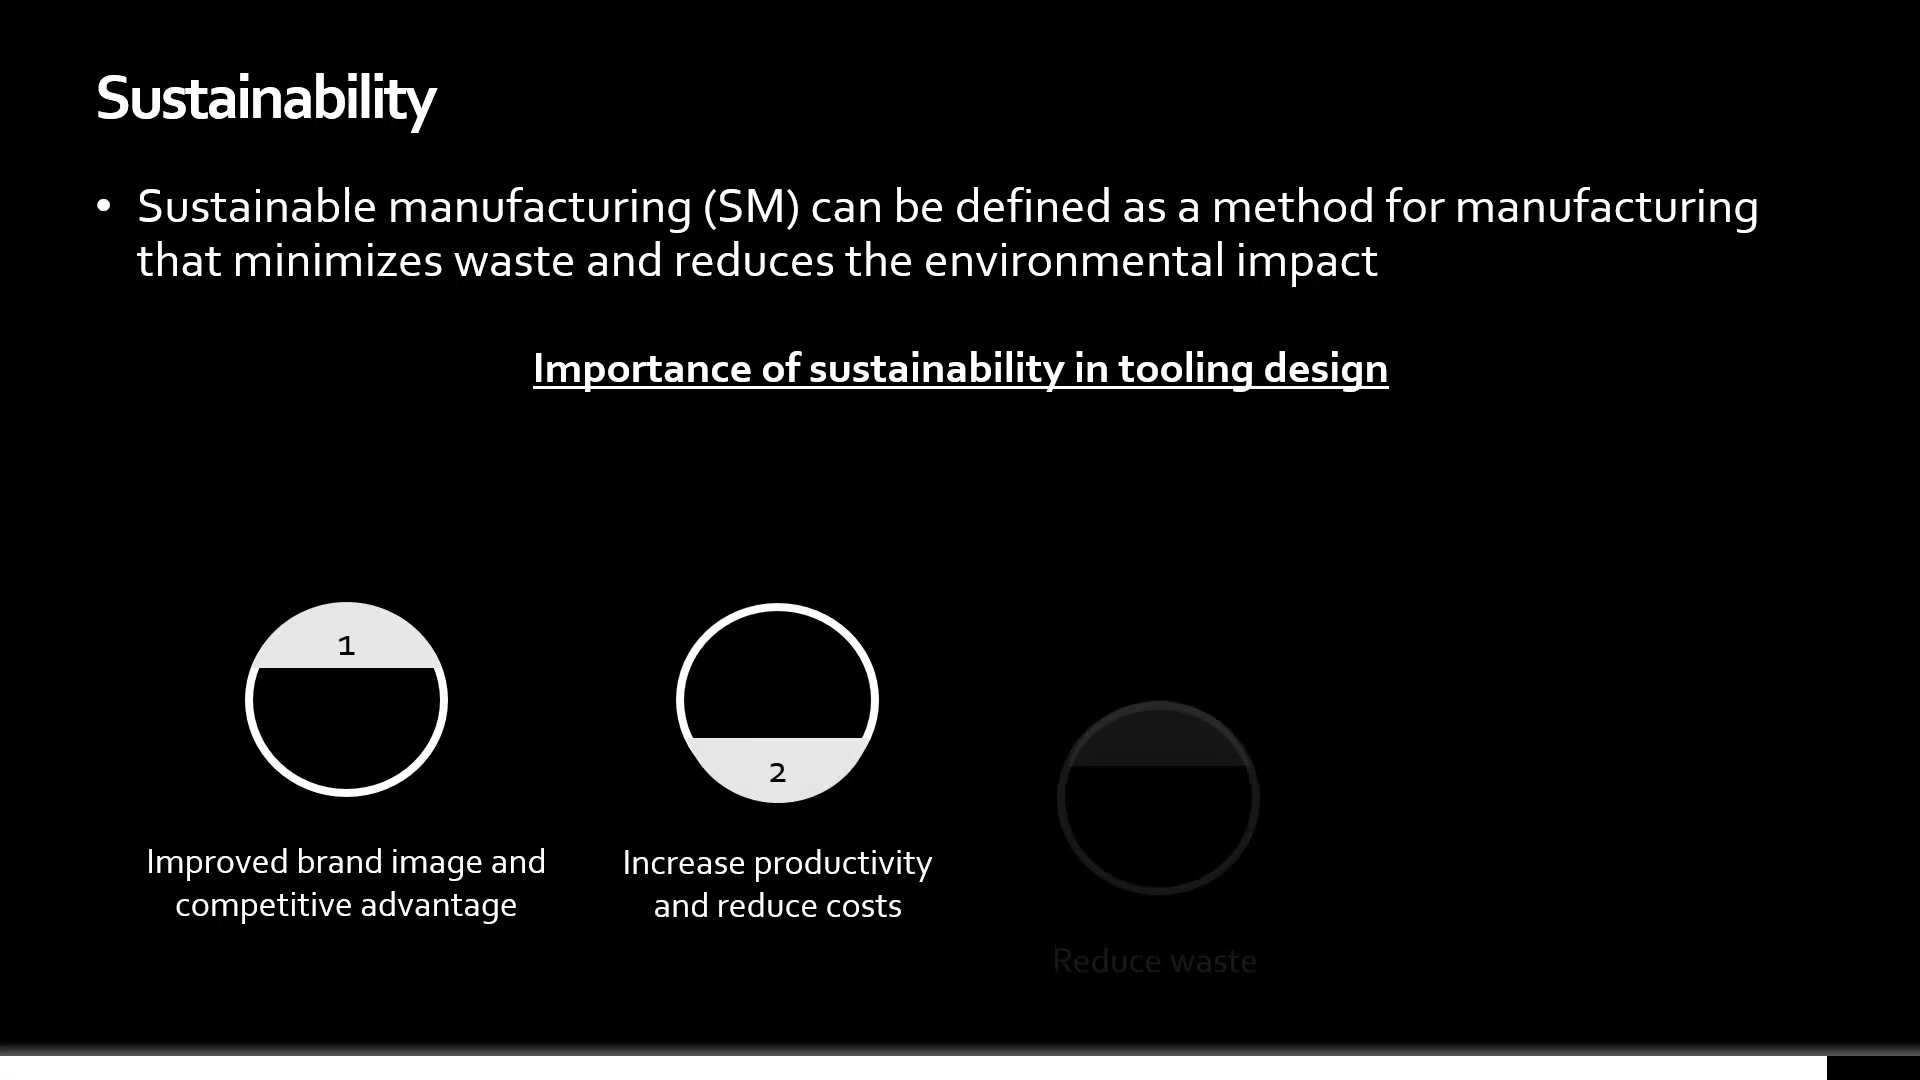 Sustainability
• Sustainable manufacturing (SM) can be defined as a method for manufacturing
that minimizes waste and reduces the environmental impact
Importance of sustainability in tooling design
1
Improved brand image and
competitive advantage
2
Increase productivity
and reduce costs
Reduce waste